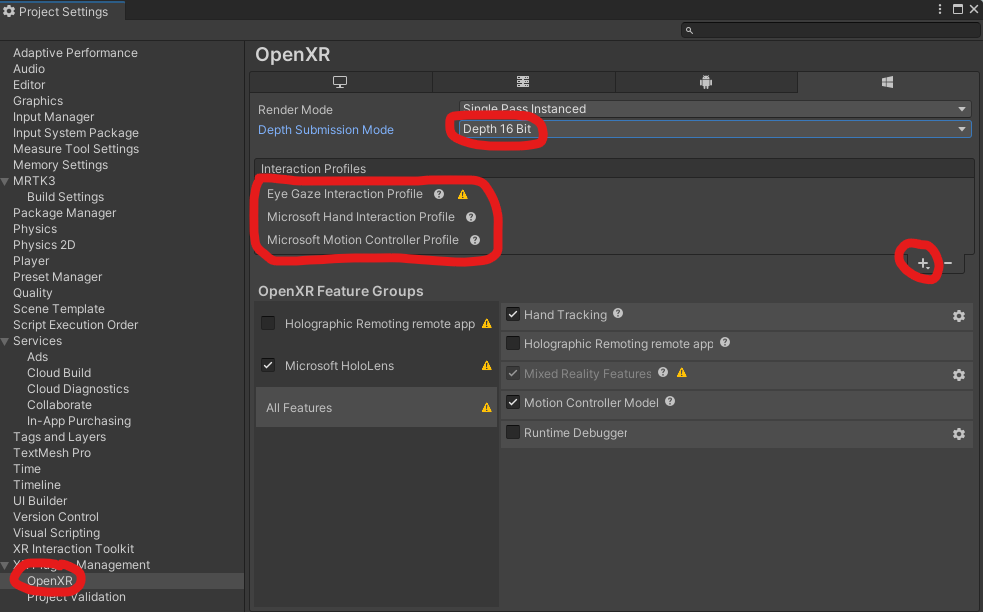 Project Settings
Adaptive Performance
Audio
Editor
Graphics
Input Manager
Input System Package
Measure Tool Settings
Memory Settings
MRTK3
Build Settings
Package Manager
Physics
Physics 2D
Player
Preset Manager
Quality
Scene Template
Script Execution Order
Services
Ads
Cloud Build
Cloud Diagnostics
Collaborate
In-App Purchasing
Tags and Layers
TextMesh Pro
Time
Timeline
UI Builder
Version Control
Visual Scripting
XR Interaction Toolkit
XR Plug-in Management
OpenXR
Project Validation
OpenXR
Render Mode
Single Pass Instanced
Depth Submission Mode
Depth 16 Bit
Interaction Profiles
Eye Gaze Interaction Profile
Microsoft Hand Interaction Profile
Microsoft Motion Controller Profile
OpenXR Feature Groups
Holographic Remoting remote app
Microsoft HoloLens
All Features
Hand Tracking
Holographic Remoting remote app
Mixed Reality Features
Motion Controller Model
Runtime Debugger